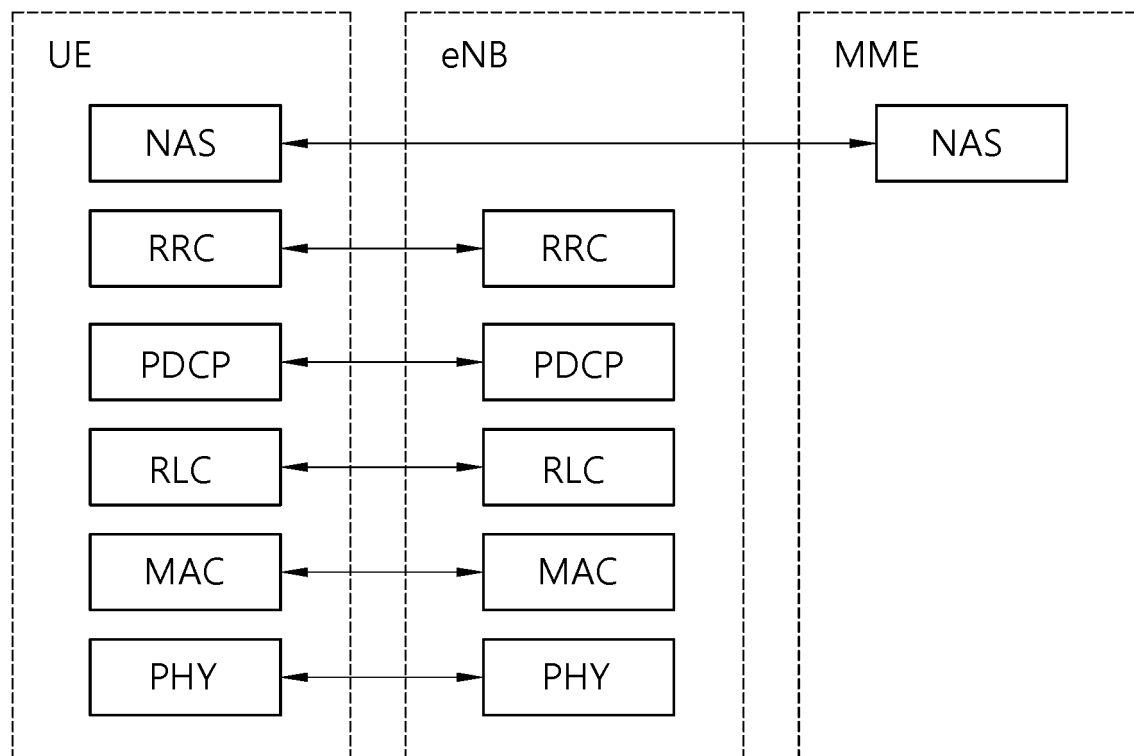 UE eNB MME
NAS NAS
RRC RRC
PDCP PDCP
RLC RLC
MAC MAC
PHY PHY